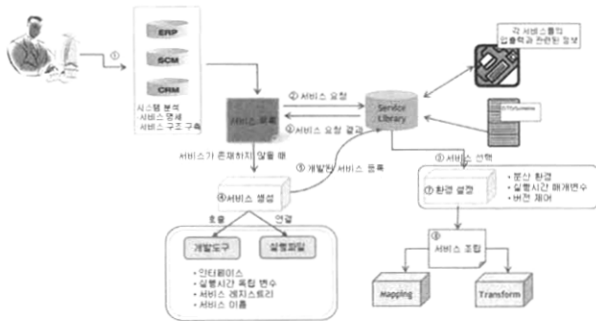 ①
ERP
SCM
CRM
시스템 분석
·서비스 명세
서비스 구조 구축
서비스 목록
② 서비스 요청
③ 서비스 요청 결과
Service
Library
각 서비스들의
입출력과 관련된 정보
서비스가 존재하지 않을 때
⑤ 개발된 서비스 등록
서비스 선택
④서비스 생성
⑦ 환경 설정
• 분산 환경
• 실행시간 매개변수
• 버전 제어
호출
연결
개발도구
실행파일
• 인터페이스
• 실행시간 독립 변수
• 서비스 레지스트리
• 서비스 이름
⑧
서비스 조립
Mapping
Transform